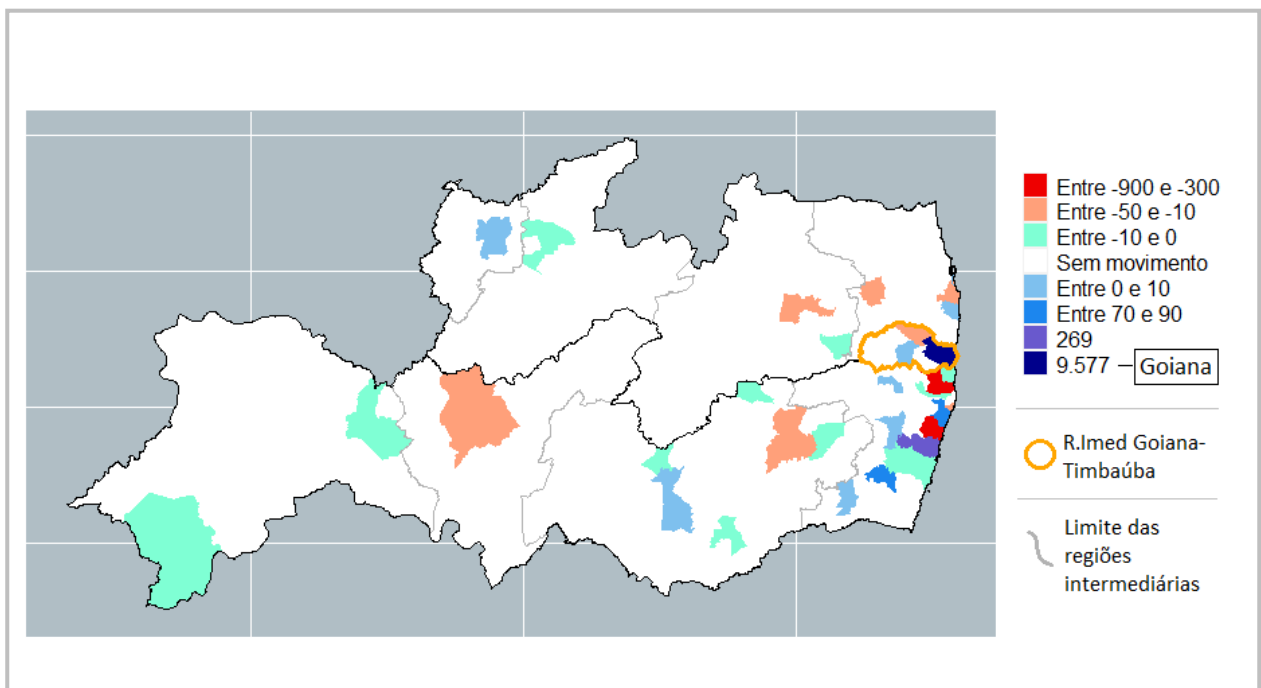 Entre -900 e -300
Entre -50 e -10
Entre -10 e 0
Sem movimento
Entre 0 e 10
Entre 70 e 90
269
9.577 – Goiana
R.Imed Goiana-
Timbaúba
Limite das
regiões
intermediárias